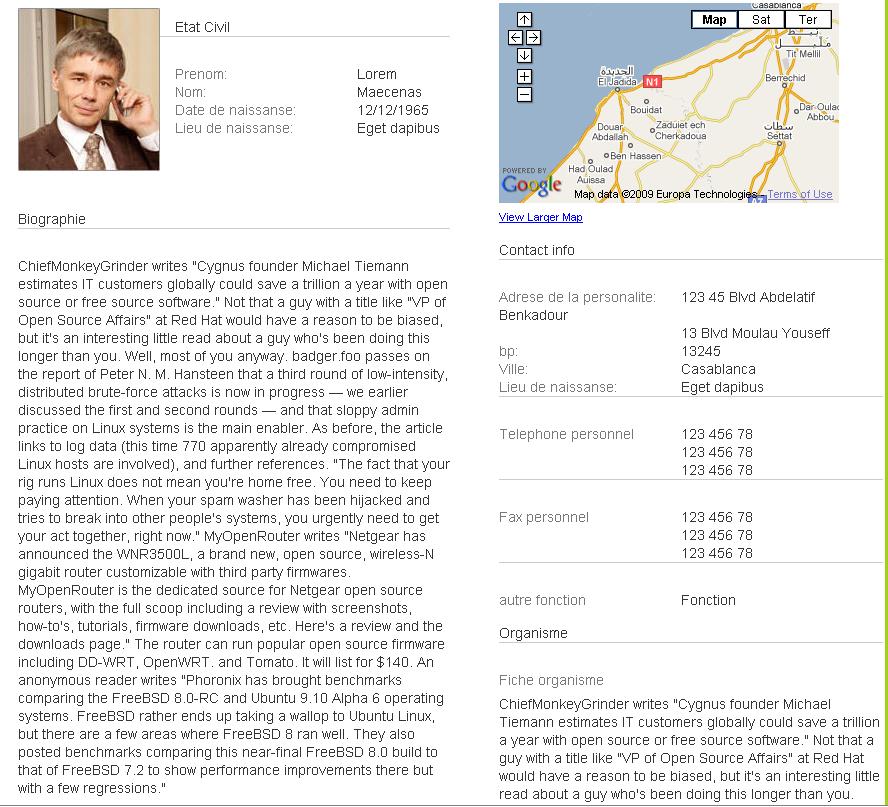 Etat Civil
Prenom: Lorem
Nom: Maecenas
Date de naissanse: 12/12/1965
Lieu de naissanse: Eget dapibus
Biographie
ChiefMonkeyGrinder writes "Cygnus founder Michael Tiemann
estimates IT customers globally could save a trillion a year with open
source or free source software." Not that a guy with a title like "VP of
Open Source Affairs" at Red Hat would have a reason to be biased,
but it's an interesting little read about a guy who's been doing this
longer than you. Well, most of you anyway. badger.foo passes on
the report of Peter N. M. Hansteen that a third round of low-intensity,
distributed brute-force attacks is now in progress — we earlier
discussed the first and second rounds — and that sloppy admin
practice on Linux systems is the main enabler. As before, the article
links to log data (this time 770 apparently already compromised
Linux hosts are involved), and further references. "The fact that your
rig runs Linux does not mean you're home free. You need to keep
paying attention. When your spam washer has been hijacked and
tries to break into other people's systems, you urgently need to get
your act together, right now." MyOpenRouter writes "Netgear has
announced the WNR3500L, a brand new, open source, wireless-N
gigabit router customizable with third party firmwares.
MyOpenRouter is the dedicated source for Netgear open source
routers, with the full scoop including a review with screenshots,
how-to's, tutorials, firmware downloads, etc. Here's a review and the
downloads page." The router can run popular open source firmware
including DD-WRT, OpenWRT. and Tomato. It will list for $140. An
anonymous reader writes "Phoronix has brought benchmarks
comparing the FreeBSD 8.0-RC and Ubuntu 9.10 Alpha 6 operating
systems. FreeBSD rather ends up taking a wallop to Ubuntu Linux,
but there are a few areas where FreeBSD 8 ran well. They also
posted benchmarks comparing this near-final FreeBSD 8.0 build to
that of FreeBSD 7.2 to show performance improvements there but
with a few regressions."
Casablanca
Map Sat Ter
Tit Mellil
الجديدة
El Jadida
N1
Berrechid
Bouidat
Dar Oulac
Abbou
Douar
Abdallah
Zaduiet ech
Cherkadoua
سطات
Settat
Ben Hassen
Had Oulad
Auissa
POWERED BY
Google
Map data ©2009 Europa Technologies - Terms of Use
A7
View Larger Map
Contact info
Adrese de la personalite: 123 45 Blvd Abdelatif
Benkadour
13 Blvd Moulau Youseff
bp: 13245
Ville: Casablanca
Lieu de naissanse: Eget dapibus
Telephone personnel 123 456 78
123 456 78
123 456 78
Fax personnel 123 456 78
123 456 78
123 456 78
autre fonction Fonction
Organisme
Fiche organisme
ChiefMonkeyGrinder writes "Cygnus founder Michael
Tiemann estimates IT customers globally could save a trillion
a year with open source or free source software." Not that a
guy with a title like "VP of Open Source Affairs" at Red Hat
would have a reason to be biased, but it's an interesting little
read about a guy who's been doing this longer than you.